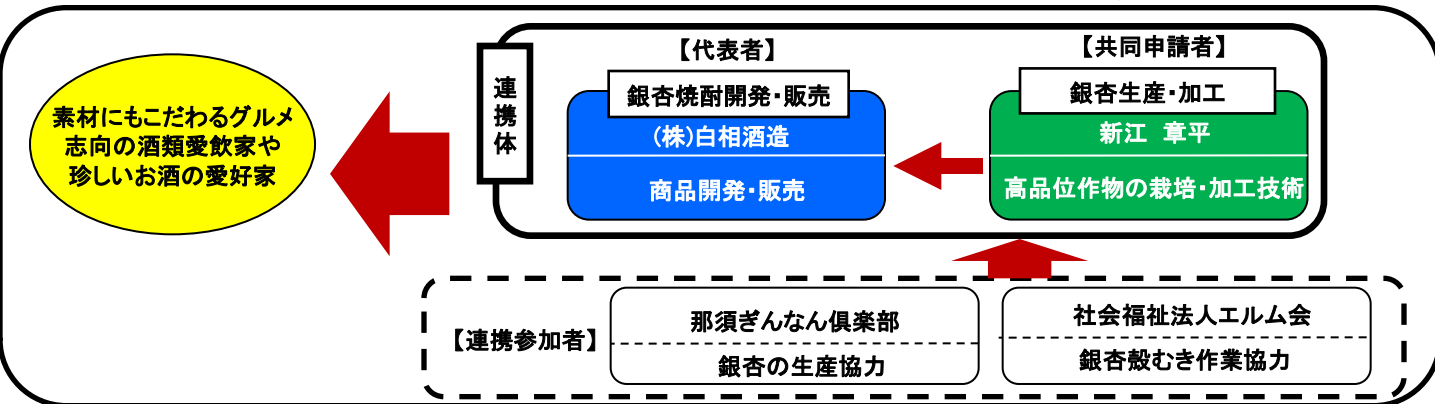 素材にもこだわるグルメ
志向の酒類愛飲家や
珍しいお酒の愛好家
連
携
体
【代表者】
銀杏焼酎開発・販売
(株)白相酒造
商品開発・販売
【共同申請者】
銀杏生産・加工
新江　章平
高品位作物の栽培・加工技術
【連携参加者】
那須ぎんなん倶楽部
銀杏の生産協力
社会福祉法人エルム会
銀杏殻むき作業協力